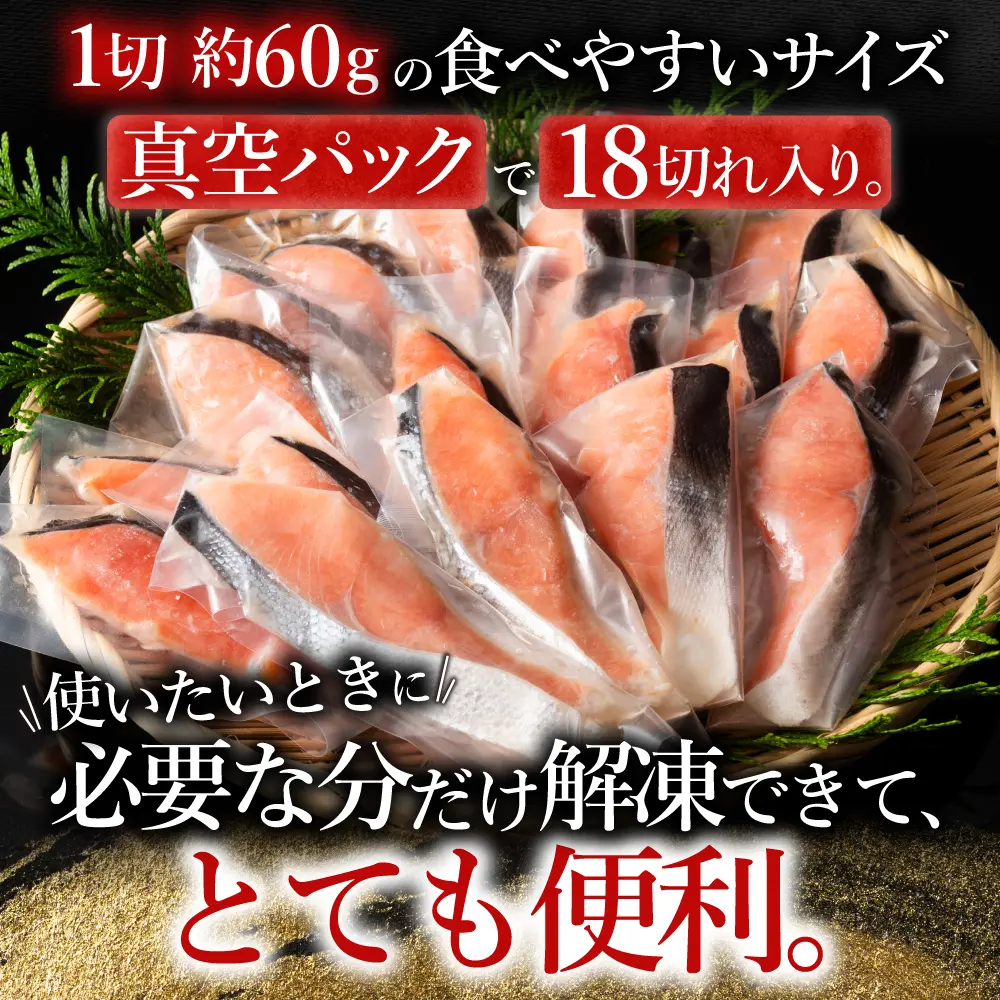 1切 約60gの食べやすいサイズ
真空パックで18切れ入り。
使いたいときに
必要な分だけ解凍できて、
とても便利。